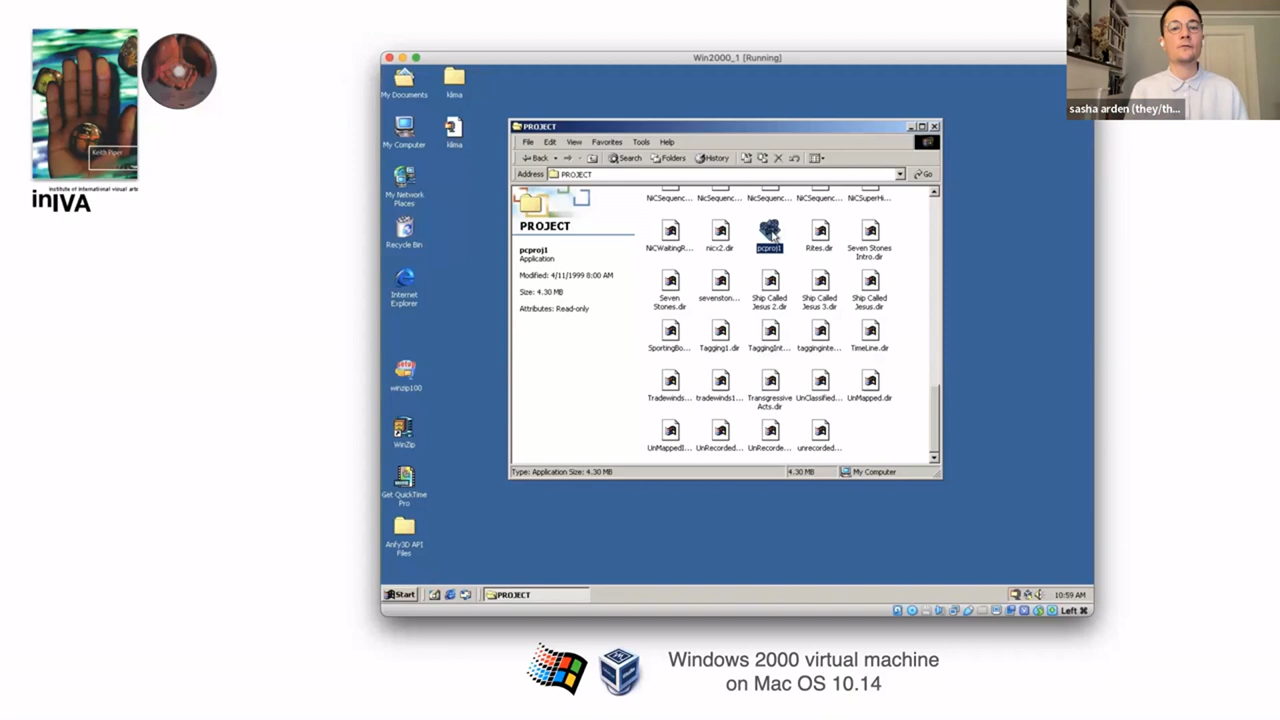 Keith Piper
institute of international visual arts
inIVA
Win2000_1 [Running]
sasha arden (they/th...
My Documents
klima
My Computer
klima
My Network Places
Recycle Bin
Internet Explorer
winzip100
WinZip
Get QuickTime Pro
Anfy3D API Files
PROJECT
File Edit View Favorites Tools Help
Back Search Folders History
Address PROJECT Go
PROJECT
pcproj1
Application
Modified: 4/11/1999 8:00 AM
Size: 4.30 MB
Attributes: Read-only
NiCSequenc... NicSequenc... NicSequenc... NiCSequenc... NiCSuperHi...
NiCWaitingR... nicx2.dir pcproj1 Rites.dir Seven Stones Intro.dir
Seven Stones.dir sevenston... Ship Called Jesus 2.dir Ship Called Jesus 3.dir Ship Called Jesus.dir
SportingBo... Tagging1.dir TaggingInt... tagginginte... TimeLine.dir
Tradewinds... tradewinds1... Transgressive Acts.dir UnClassified... UnMapped.dir
UnMappedI... UnRecorded... UnRecorde... unrecorded...
Type: Application Size: 4.30 MB 4.30 MB My Computer
Start PROJECT 10:59 AM
Left ⌘
Windows 2000 virtual machine
on Mac OS 10.14